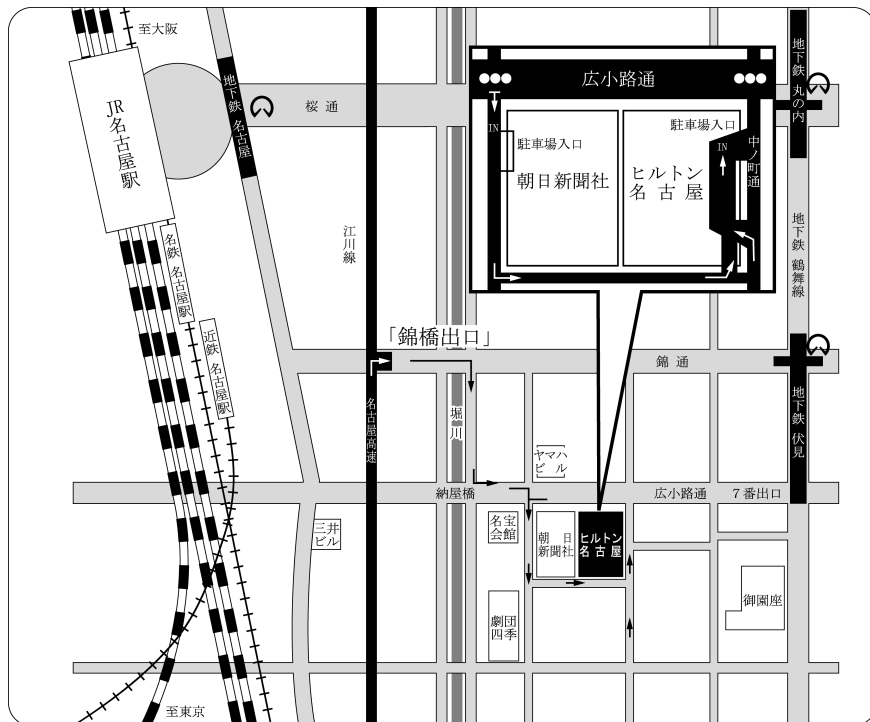 至大阪
JR名古屋駅
地下鉄 名古屋
桜通
江川線
名鉄 名古屋駅
近鉄 名古屋駅
広小路通
IN
駐車場入口
朝日新聞社
駐車場入口
IN
ヒルトン
名古屋
中ノ町通
地下鉄 丸の内
地下鉄 鶴舞線
「錦橋出口」
錦通
名古屋高速
堀川
地下鉄 伏見
ヤマハ
ビル
納屋橋
広小路通
7番出口
三井
ビル
名宝
会館
朝日
新聞社
ヒルトン
名古屋
劇団
四季
御園座
至東京